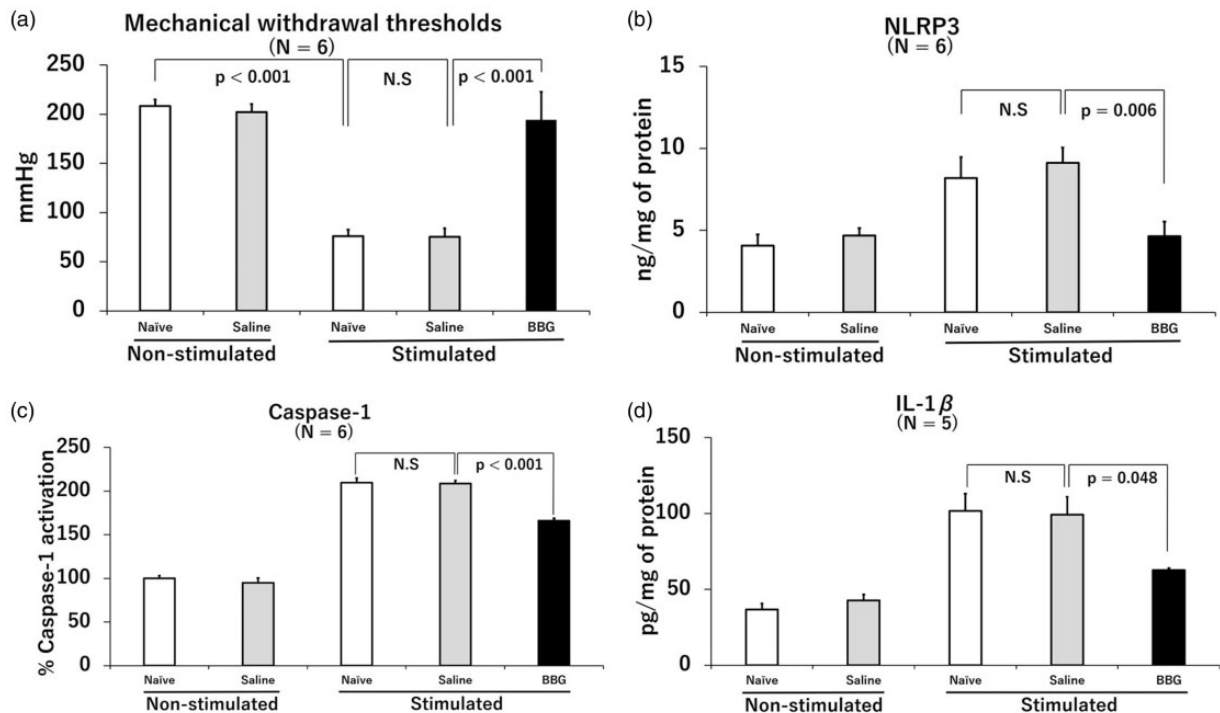 (a)
Mechanical withdrawal thresholds
(N = 6)
250
200
150
100
50
0
mmHg
p < 0.001
N.S
p < 0.001
Naïve
Saline
Naïve
Saline
BBG
Non-stimulated
Stimulated
(b)
NLRP3
(N = 6)
15
10
5
0
ng/mg of protein
N.S
p = 0.006
Naïve
Saline
Naïve
Saline
BBG
Non-stimulated
Stimulated
(c)
Caspase-1
(N = 6)
250
200
150
100
50
0
% Caspase-1 activation
N.S
p < 0.001
Naïve
Saline
Naïve
Saline
BBG
Non-stimulated
Stimulated
(d)
IL-1β
(N = 5)
150
100
50
0
pg/mg of protein
N.S
p = 0.048
Naïve
Saline
Naïve
Saline
BBG
Non-stimulated
Stimulated